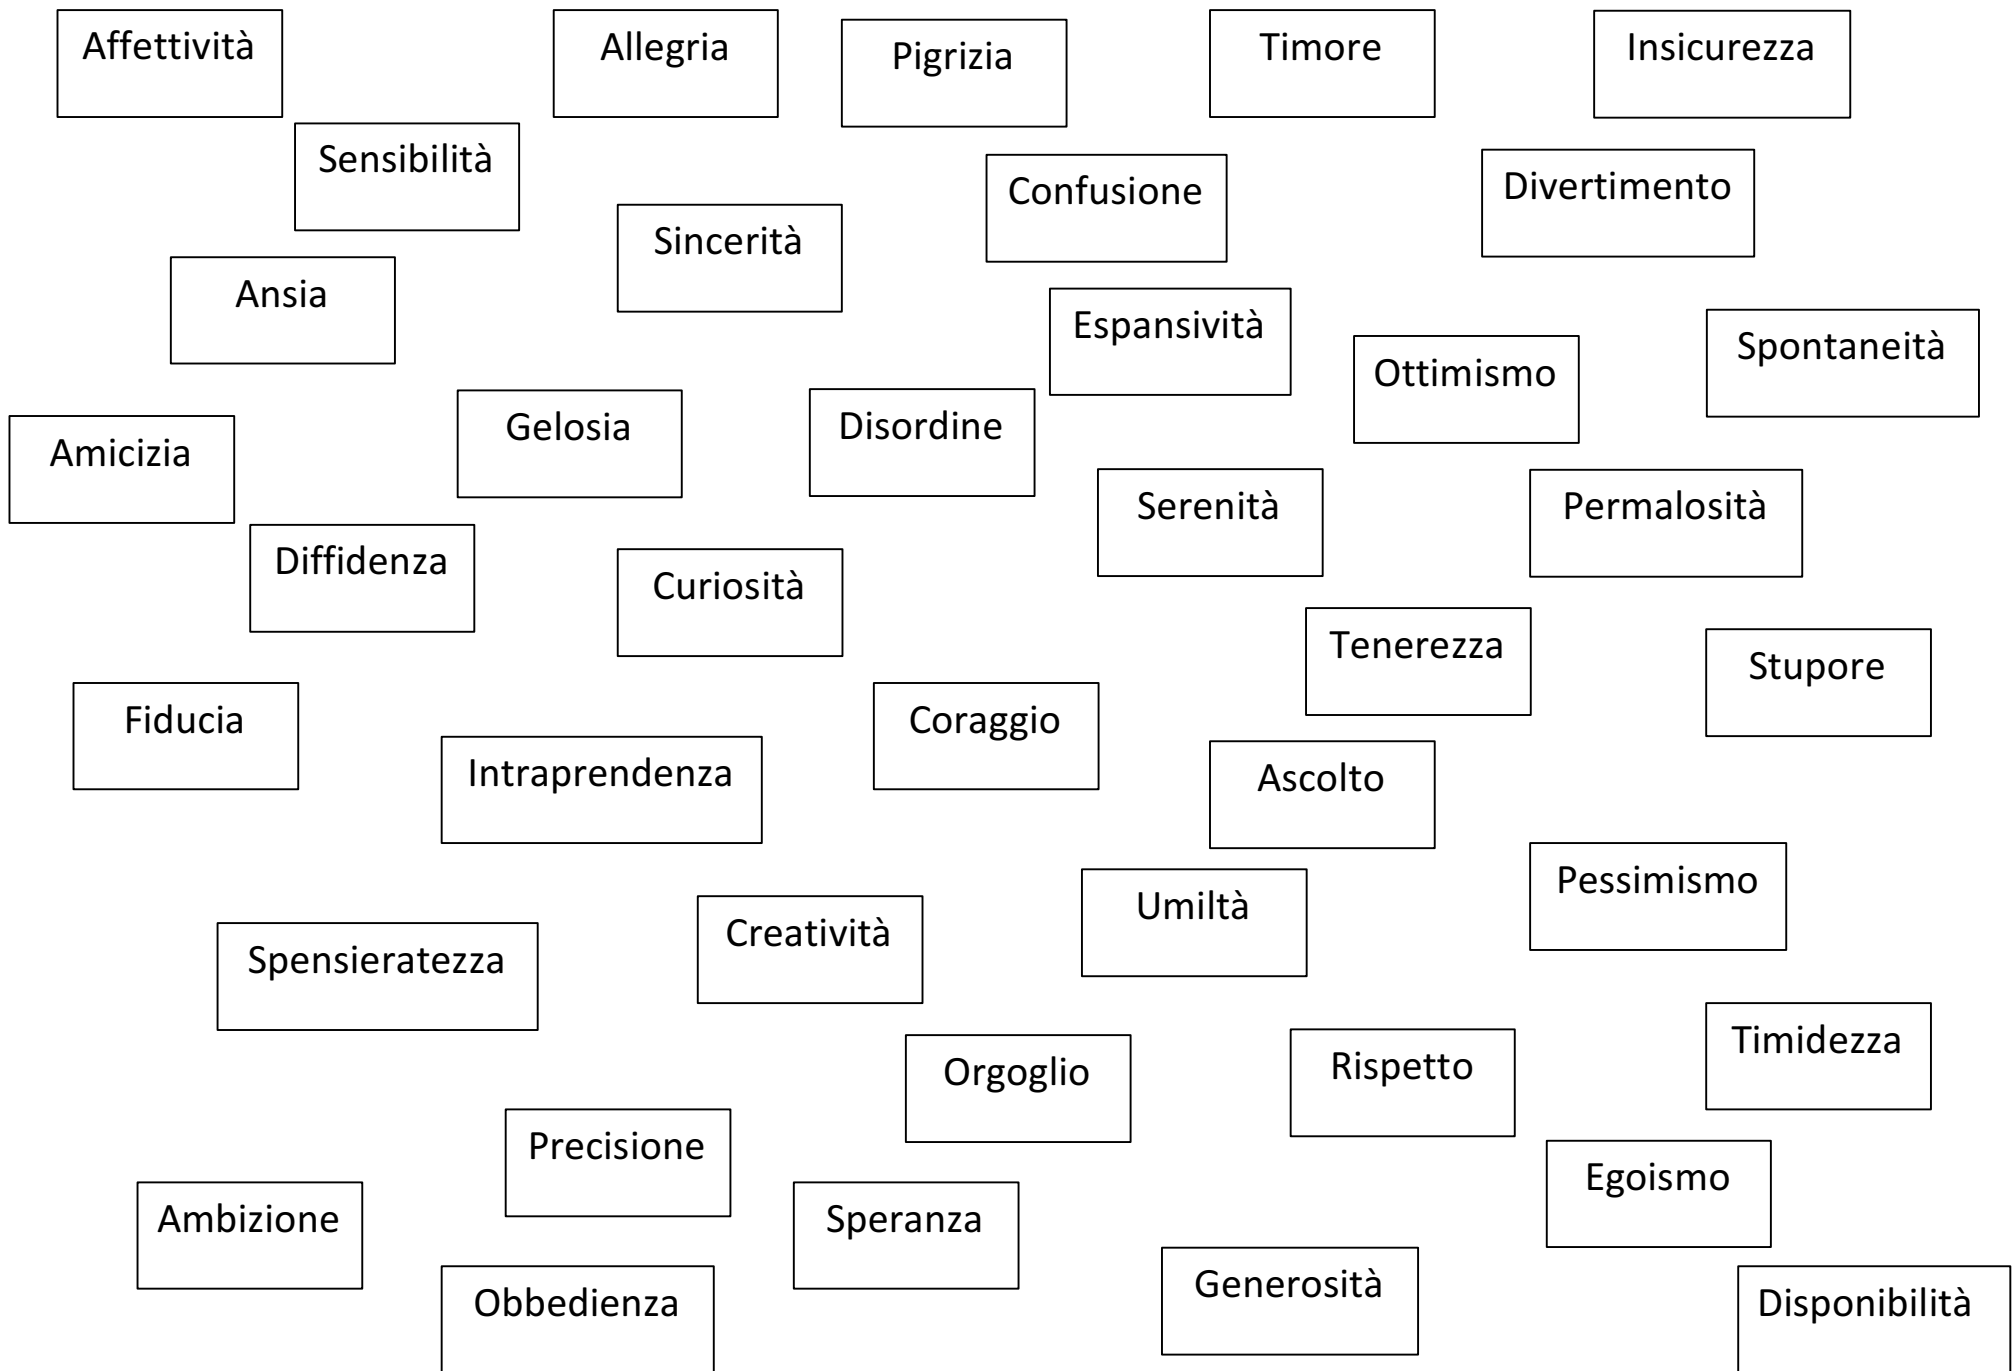 Affettività
Allegria
Pigrizia
Timore
Insicurezza
Sensibilità
Confusione
Divertimento
Sincerità
Ansia
Espansività
Spontaneità
Ottimismo
Amicizia
Gelosia
Disordine
Serenità
Permalosità
Diffidenza
Curiosità
Tenerezza
Stupore
Fiducia
Coraggio
Intraprendenza
Ascolto
Pessimismo
Umiltà
Creatività
Spensieratezza
Orgoglio
Rispetto
Timidezza
Precisione
Egoismo
Ambizione
Speranza
Generosità
Obbedienza
Disponibilità